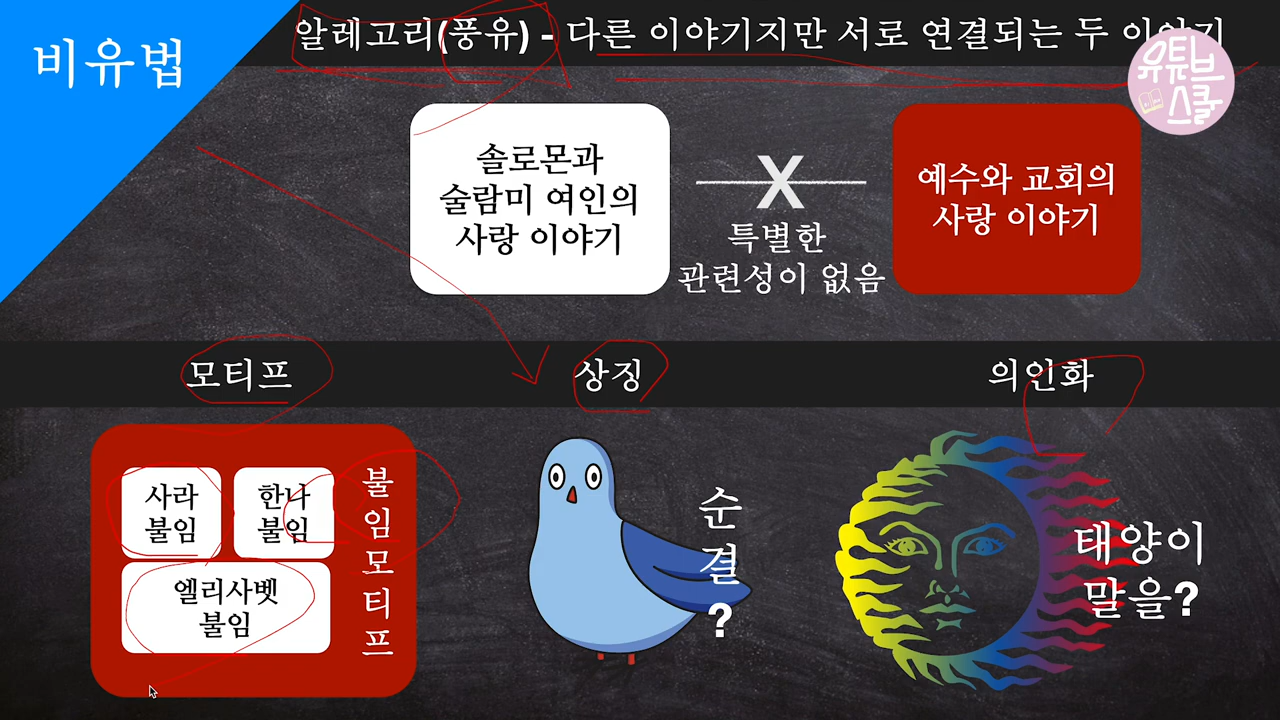 비유법
알레고리(풍유) - 다른 이야기지만 서로 연결되는 두 이야기
유튜브
스쿨
솔로몬과
술람미 여인의
사랑 이야기
X
특별한
관련성이 없음
예수와 교회의
사랑 이야기
모티프
상징
의인화
사라
불임
한나
불임
엘리사벳
불임
불임모티프
순결?
태양이
말을?